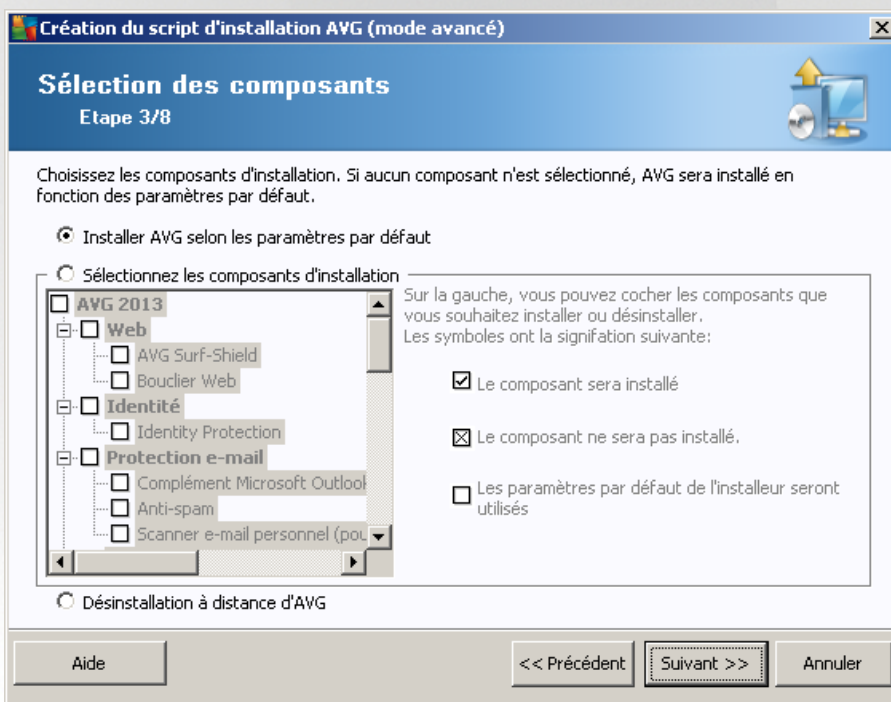 Création du script d'installation AVG (mode avancé)
Sélection des composants
Etape 3/8
Choisissez les composants d'installation. Si aucun composant n'est sélectionné, AVG sera installé en
fonction des paramètres par défaut.
Installer AVG selon les paramètres par défaut
Sélectionnez les composants d'installation
AVG 2013
Web
AVG Surf-Shield
Bouclier Web
Identité
Identity Protection
Protection e-mail
Complément Microsoft Outlook
Anti-spam
Scanner e-mail personnel (pou
Sur la gauche, vous pouvez cocher les composants que
vous souhaitez installer ou désinstaller.
Les symboles ont la signifation suivante:
Le composant sera installé
Le composant ne sera pas installé.
Les paramètres par défaut de l'installeur seront
utilisés
Désinstallation à distance d'AVG
Aide
<< Précédent
Suivant >>
Annuler